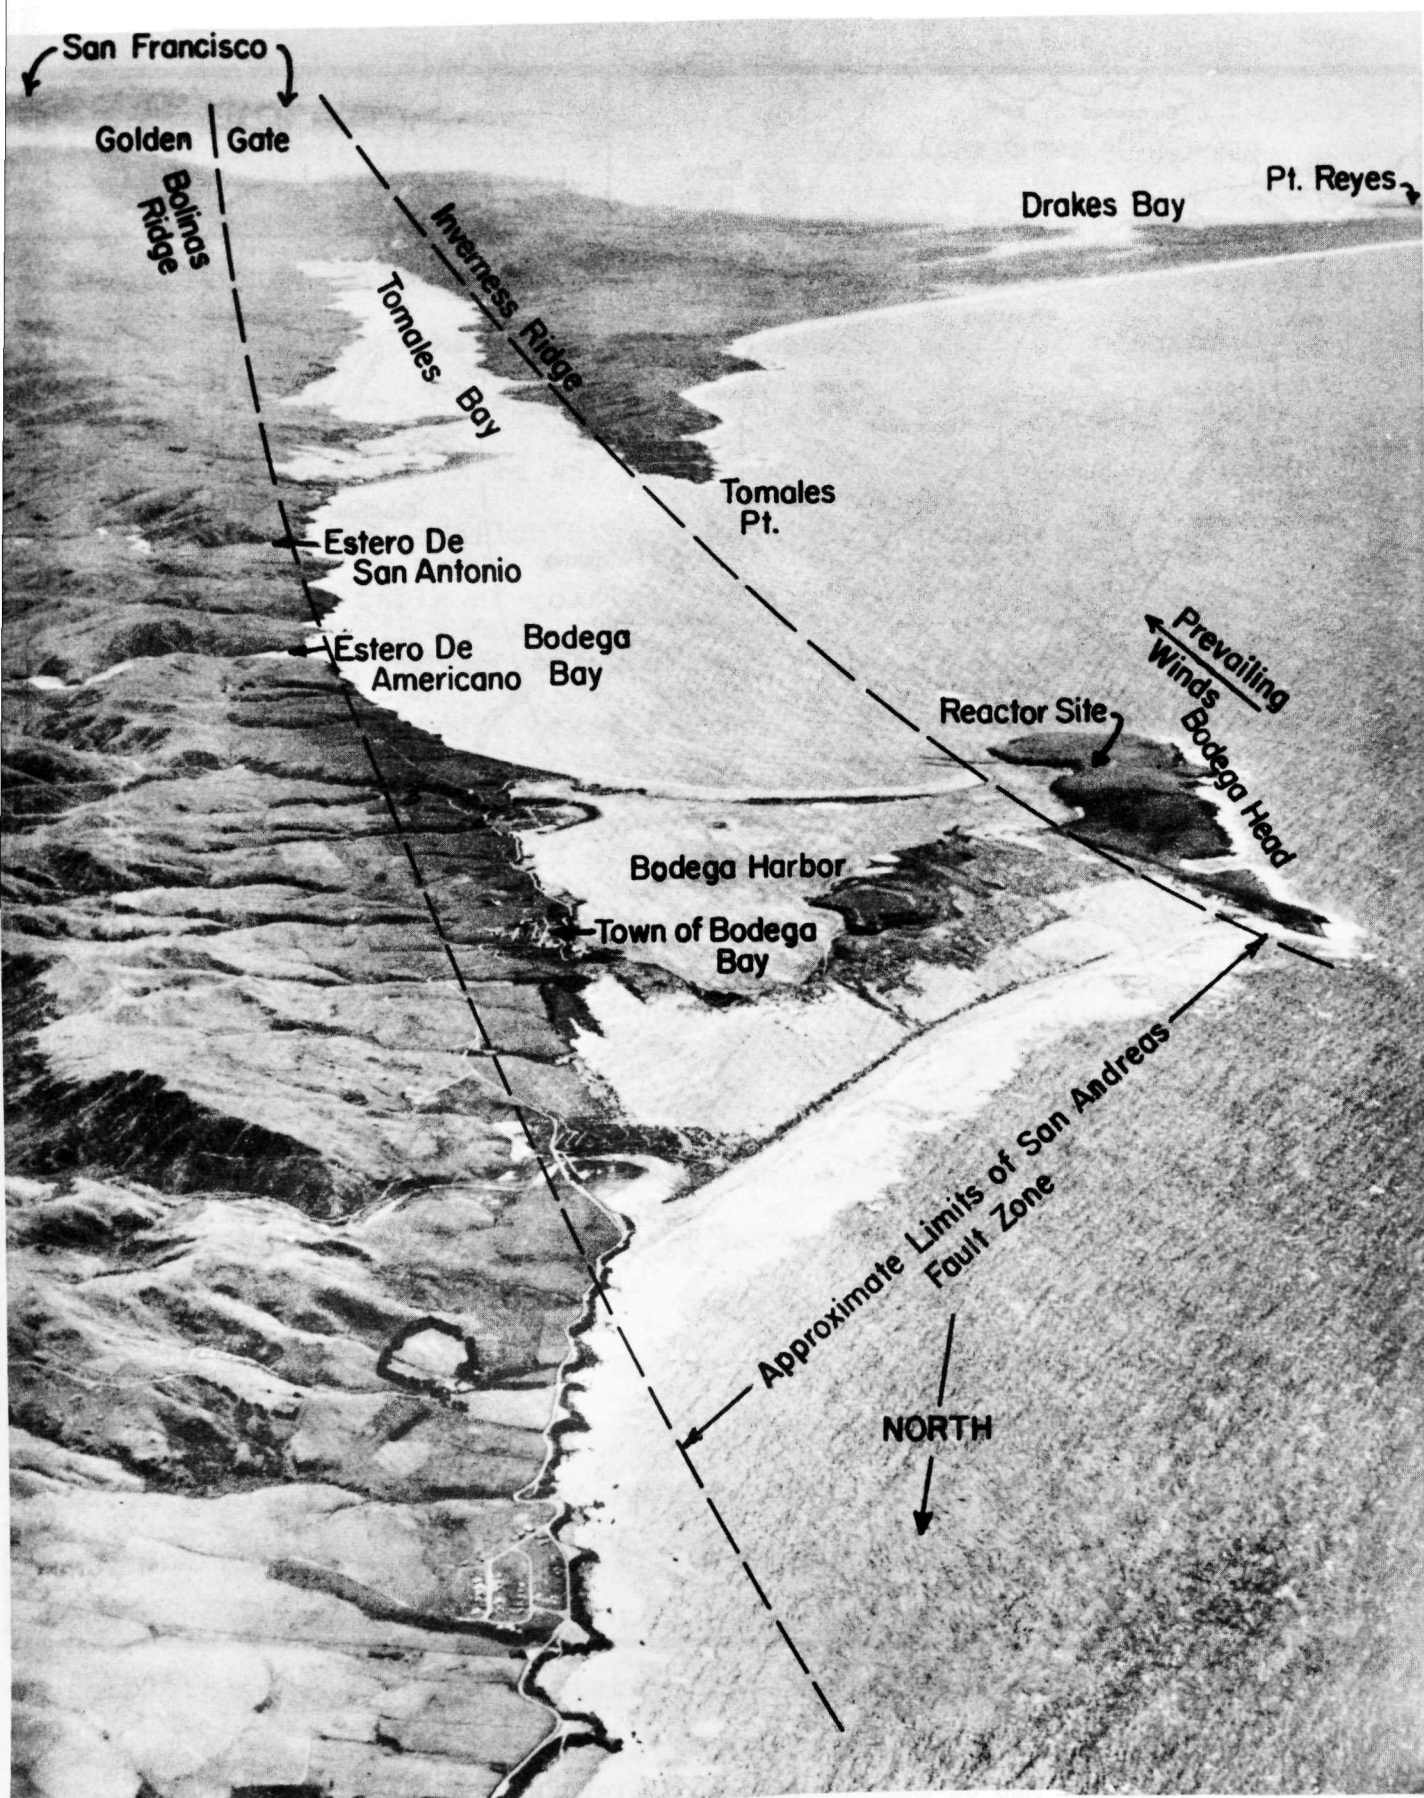 San Francisco
Golden Gate
Bolinas
Ridge
Inverness Ridge
Drakes Bay
Pt. Reyes
Tomales Bay
Tomales
Pt.
Estero De
San Antonio
Estero De
Americano
Bodega
Bay
Prevailing
Winds
Reactor Site
Bodega Head
Bodega Harbor
Town of Bodega
Bay
Approximate Limits of San Andreas
Fault Zone
NORTH